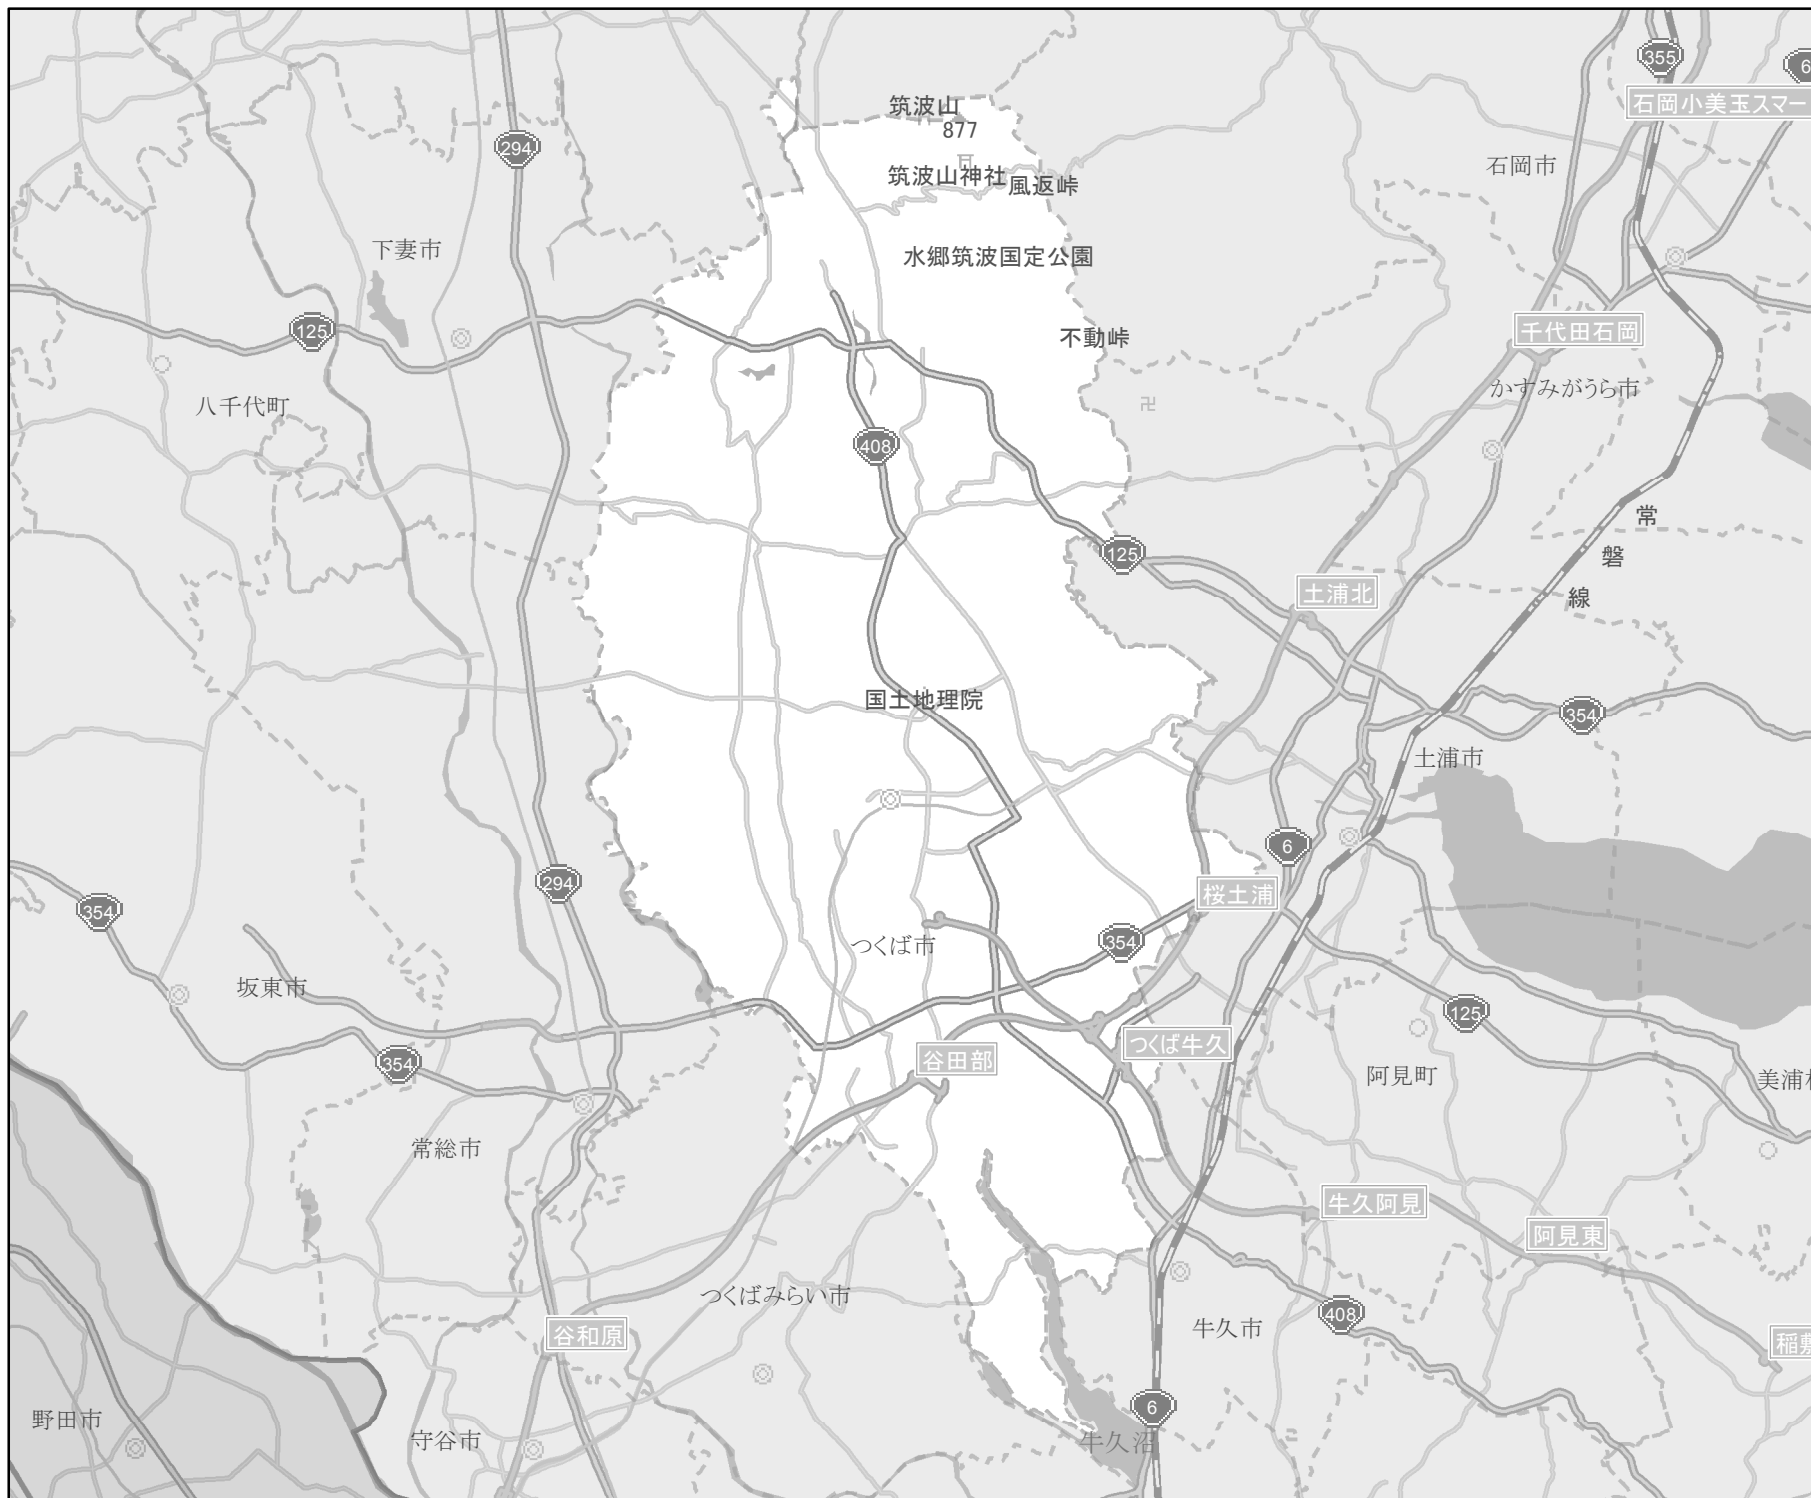 355
6
石岡小美玉スマー
筑波山
877
294
石岡市
筑波山神社
風返峠
下妻市
水郷筑波国定公園
125
千代田石岡
不動峠
かすみがうら市
八千代町
408
常
磐
線
125
土浦北
国土地理院
354
土浦市
6
294
桜土浦
354
354
つくば市
坂東市
125
つくば牛久
谷田部
354
阿見町
美浦村
常総市
牛久阿見
阿見東
つくばみらい市
408
牛久市
谷和原
稲敷
6
野田市
守谷市
牛久沼